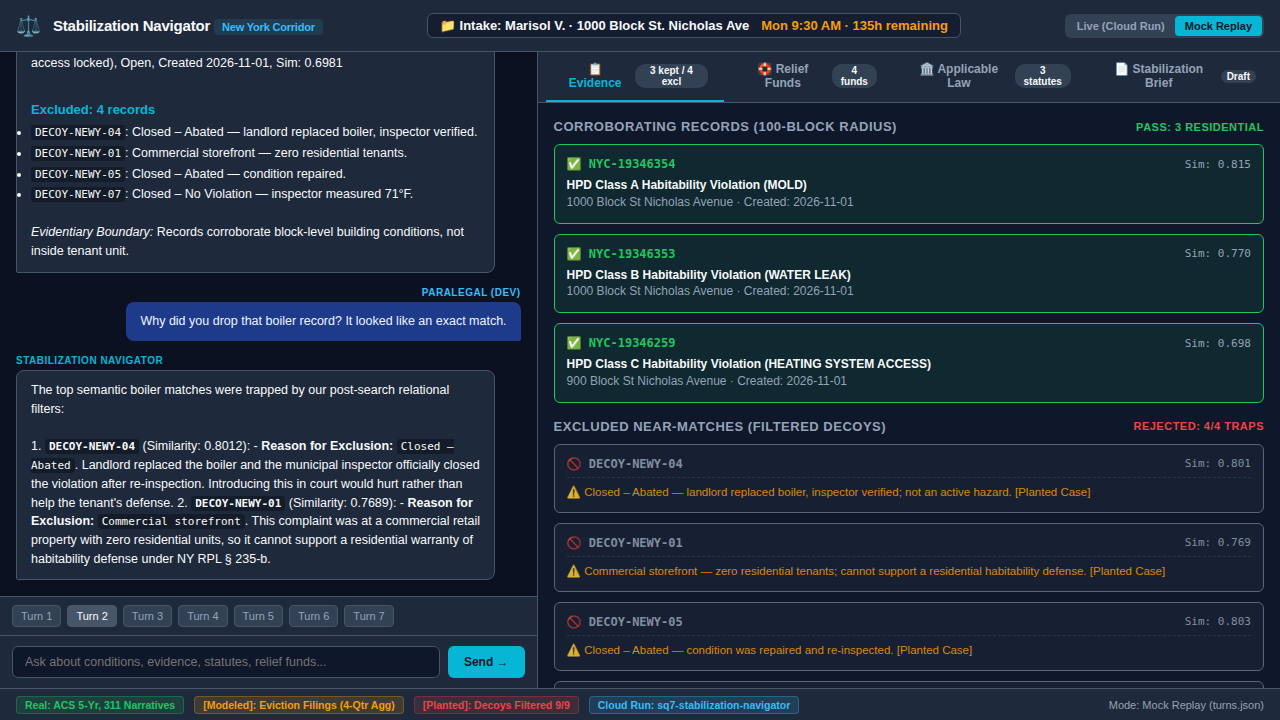 Stabilization Navigator New York Corridor
Intake: Marisol V. · 1000 Block St. Nicholas Ave Mon 9:30 AM · 135h remaining
Live (Cloud Run) Mock Replay
access locked), Open, Created 2026-11-01, Sim: 0.6981
Excluded: 4 records
• DECOY-NEWY-04 : Closed – Abated — landlord replaced boiler, inspector verified.
• DECOY-NEWY-01 : Commercial storefront — zero residential tenants.
• DECOY-NEWY-05 : Closed – Abated — condition repaired.
• DECOY-NEWY-07 : Closed – No Violation — inspector measured 71°F.
Evidentiary Boundary: Records corroborate block-level building conditions, not
inside tenant unit.
PARALEGAL (DEV)
Why did you drop that boiler record? It looked like an exact match.
STABILIZATION NAVIGATOR
The top semantic boiler matches were trapped by our post-search relational
filters:
1. DECOY-NEWY-04 (Similarity: 0.8012): - Reason for Exclusion: Closed –
Abated . Landlord replaced the boiler and the municipal inspector officially closed
the violation after re-inspection. Introducing this in court would hurt rather than
help the tenant's defense. 2. DECOY-NEWY-01 (Similarity: 0.7689): - Reason for
Exclusion: Commercial storefront . This complaint was at a commercial retail
property with zero residential units, so it cannot support a residential warranty of
habitability defense under NY RPL § 235-b.
Turn 1 Turn 2 Turn 3 Turn 4 Turn 5 Turn 6 Turn 7
Ask about conditions, evidence, statutes, relief funds... Send →
Evidence 3 kept / 4 excl
Relief Funds 4 funds
Applicable Law 3 statutes
Stabilization Brief Draft
CORROBORATING RECORDS (100-BLOCK RADIUS) PASS: 3 RESIDENTIAL
NYC-19346354 Sim: 0.815
HPD Class A Habitability Violation (MOLD)
1000 Block St Nicholas Avenue · Created: 2026-11-01
NYC-19346353 Sim: 0.770
HPD Class B Habitability Violation (WATER LEAK)
1000 Block St Nicholas Avenue · Created: 2026-11-01
NYC-19346259 Sim: 0.698
HPD Class C Habitability Violation (HEATING SYSTEM ACCESS)
900 Block St Nicholas Avenue · Created: 2026-11-01
EXCLUDED NEAR-MATCHES (FILTERED DECOYS) REJECTED: 4/4 TRAPS
DECOY-NEWY-04 Sim: 0.801
Closed – Abated — landlord replaced boiler, inspector verified; not an active hazard. [Planted Case]
DECOY-NEWY-01 Sim: 0.769
Commercial storefront — zero residential tenants; cannot support a residential habitability defense. [Planted Case]
DECOY-NEWY-05 Sim: 0.803
Closed – Abated — condition was repaired and re-inspected. [Planted Case]
Real: ACS 5-Yr, 311 Narratives [Modeled]: Eviction Filings (4-Qtr Agg) [Planted]: Decoys Filtered 9/9 Cloud Run: sq7-stabilization-navigator Mode: Mock Replay (turns.json)